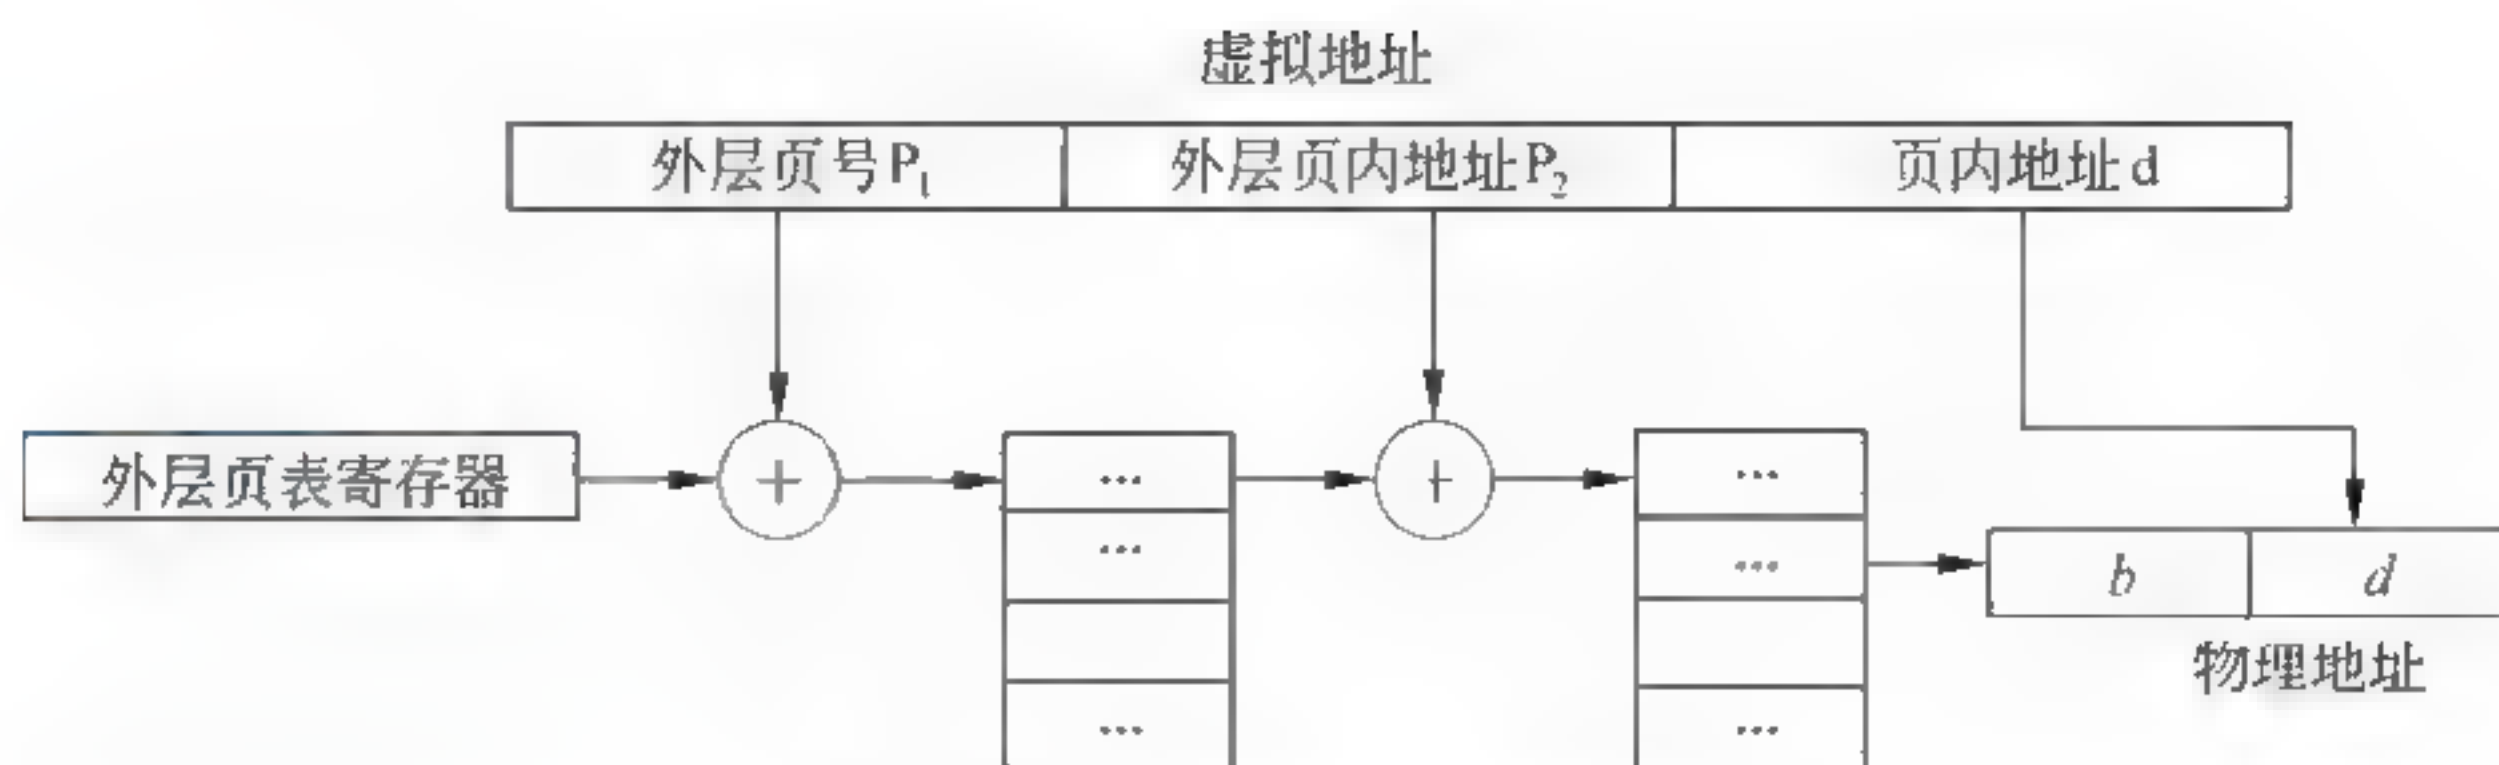 虚拟地址
外层页号P1 外层页内地址P2 页内地址d
外层页表寄存器 + ... + ...
... ...
b d
物理地址
... ...